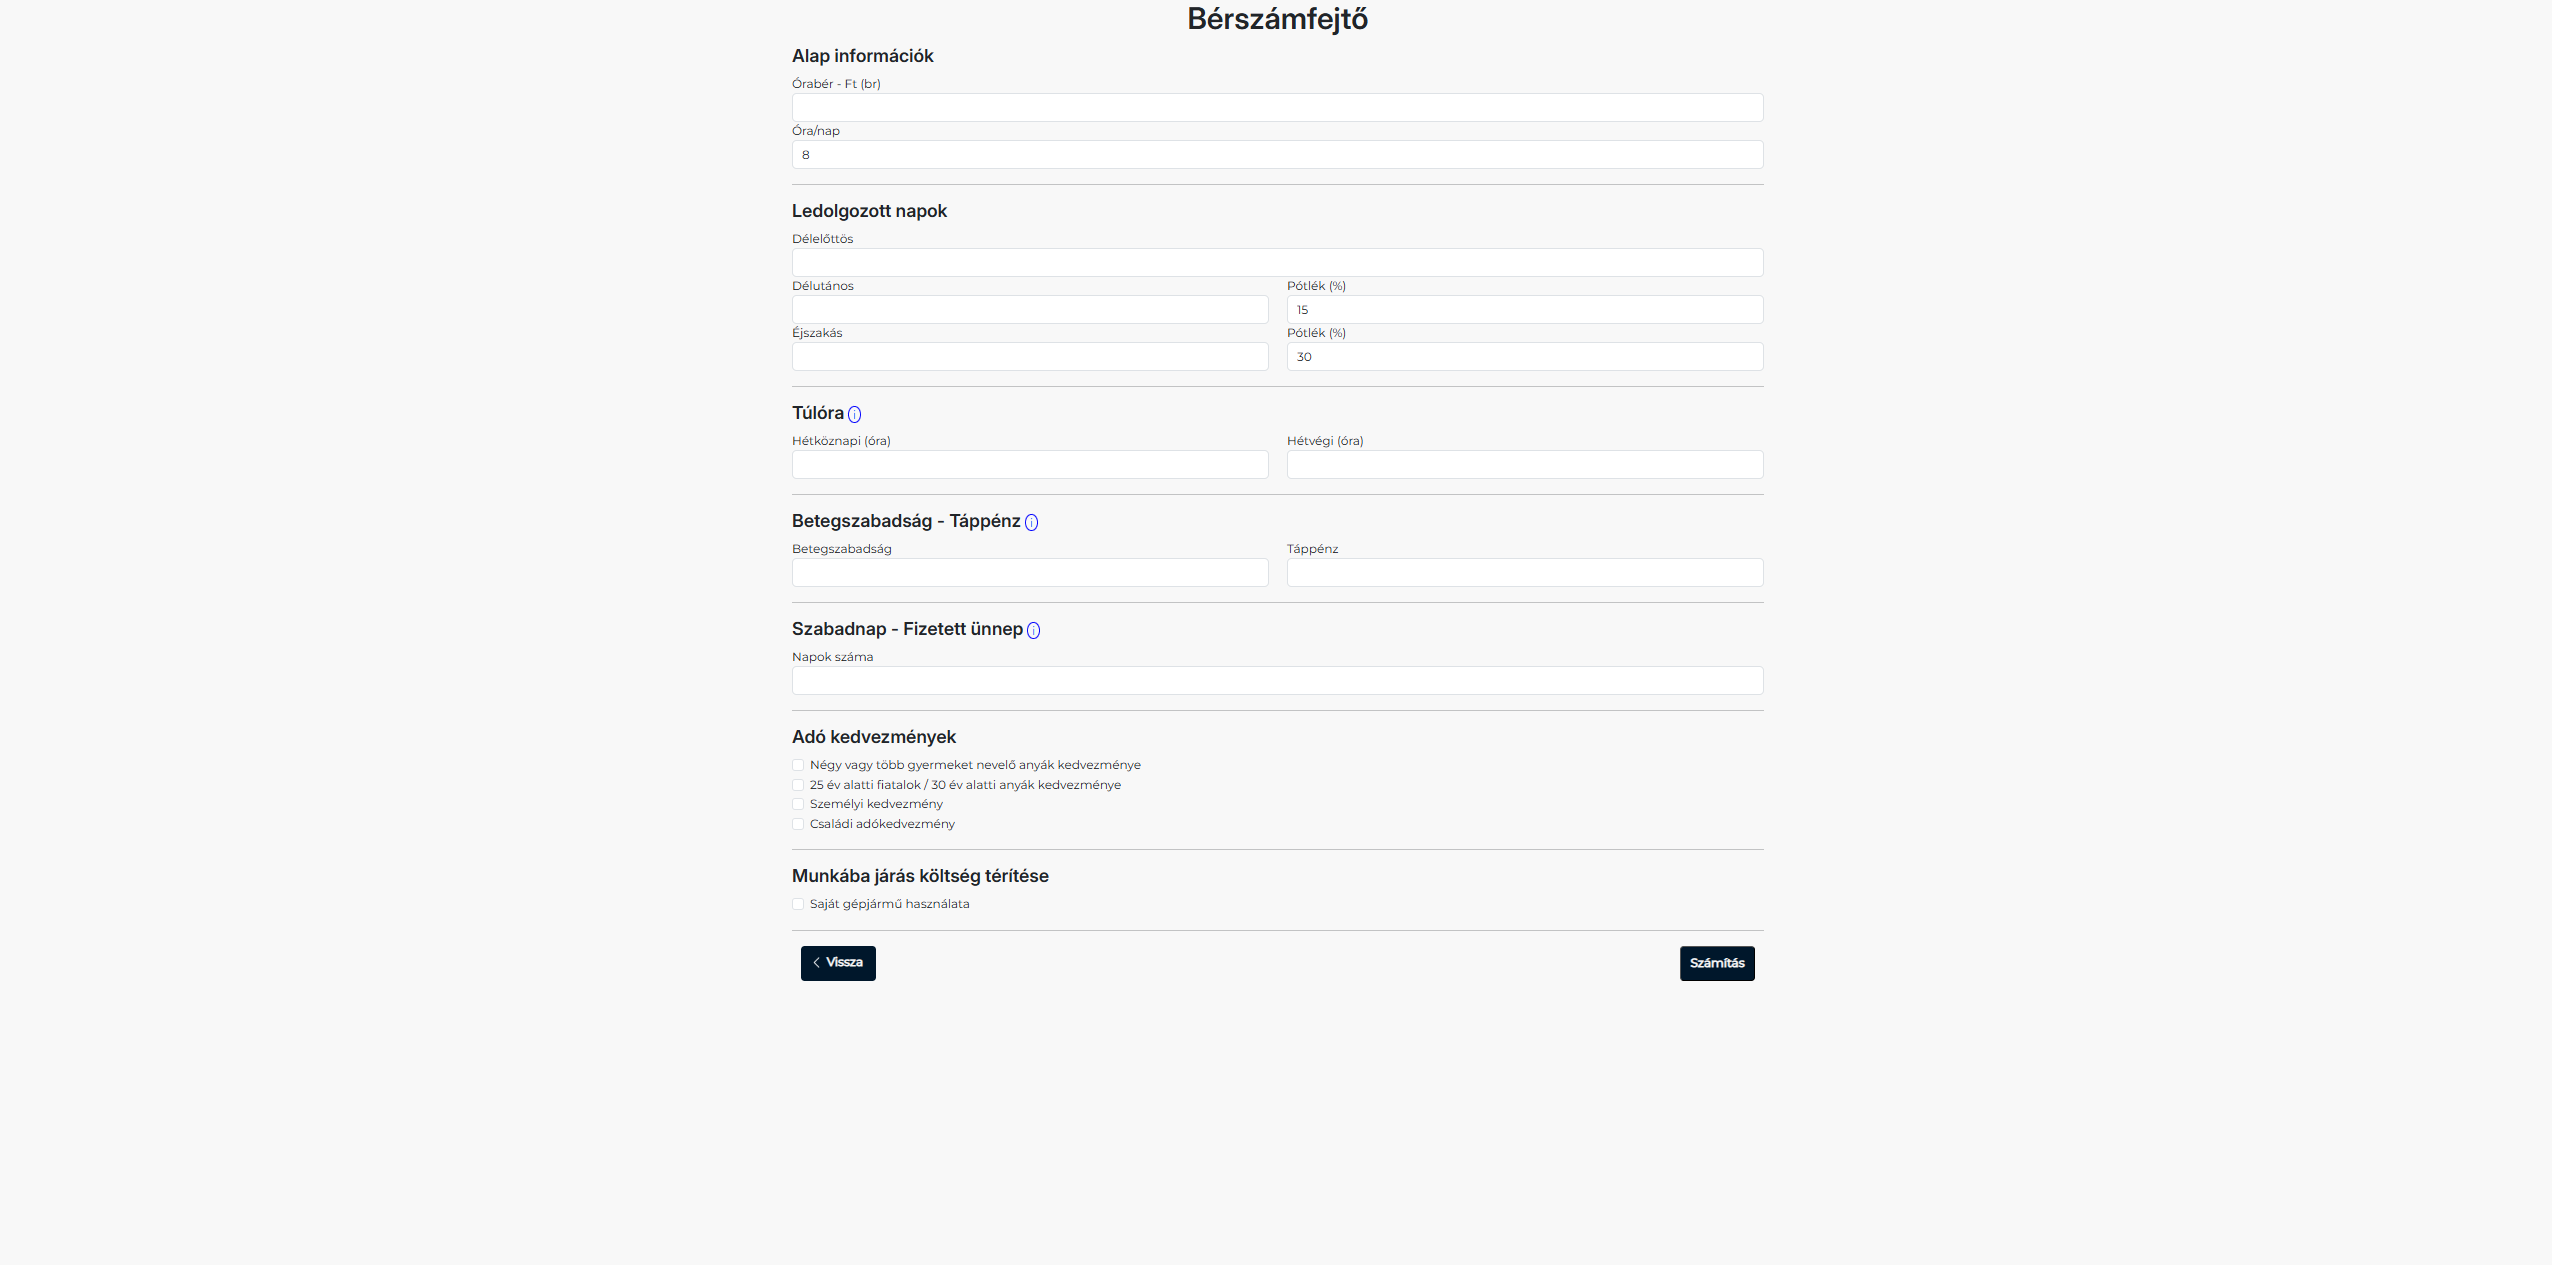 Bérszámfejtő
Alap információk
Órabér - Ft (br)
Óra/nap
8
Ledolgozott napok
Délelőttös
Délutános
Pótlék (%)
15
Éjszakás
Pótlék (%)
30
Túlóra i
Hétköznapi (óra)
Hétvégi (óra)
Betegszabadság - Táppénz i
Betegszabadság
Táppénz
Szabadnap - Fizetett ünnep i
Napok száma
Adó kedvezmények
Négy vagy több gyermeket nevelő anyák kedvezménye
25 év alatti fiatalok / 30 év alatti anyák kedvezménye
Személyi kedvezmény
Családi adókedvezmény
Munkába járás költség térítése
Saját gépjármű használata
Vissza
Számítás